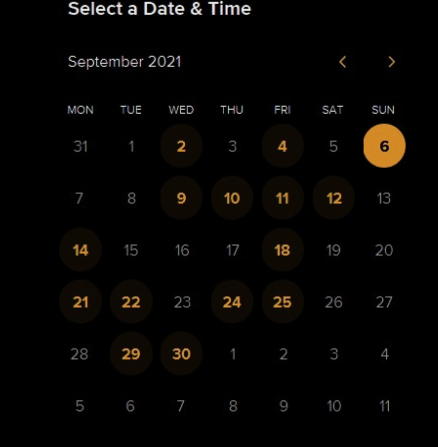 Select a Date & Time
September 2021
MON TUE WED THU FRI SAT SUN
31 1 2 3 4 5 6
7 8 9 10 11 12 13
14 15 16 17 18 19 20
21 22 23 24 25 26 27
28 29 30 1 2 3 4
5 6 7 8 9 10 11